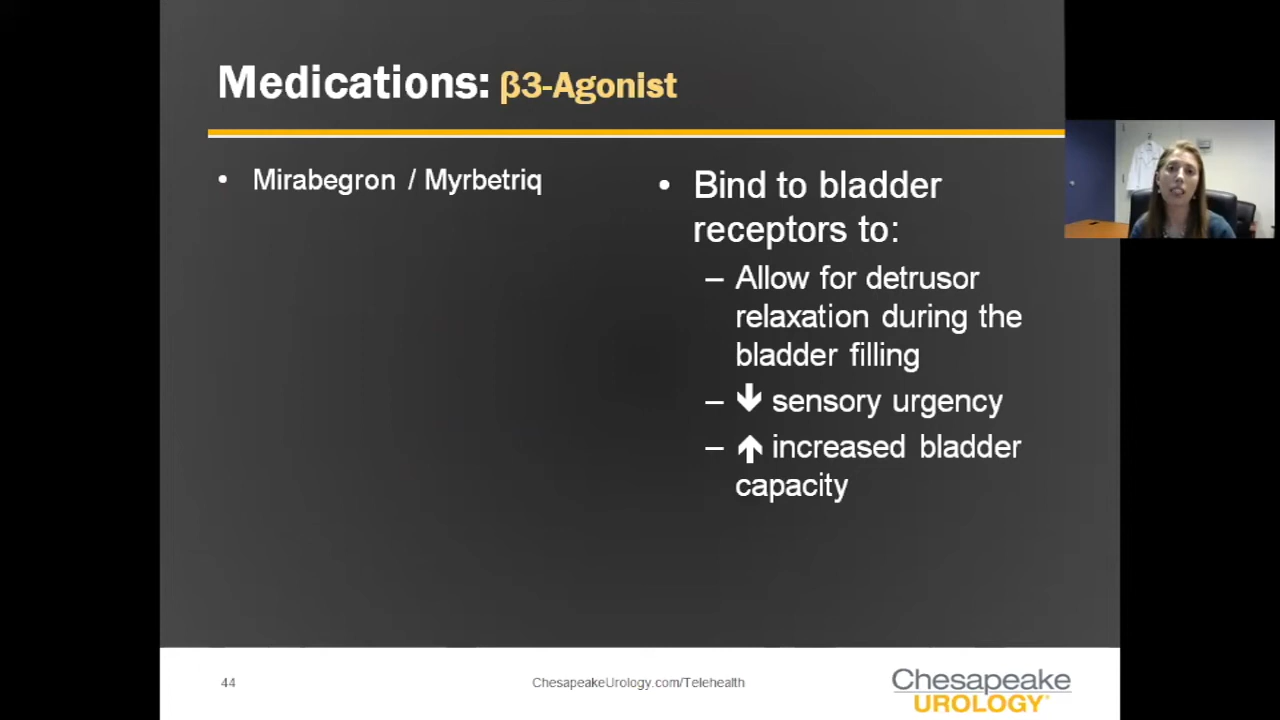 Medications: β3-Agonist
• Mirabegron / Myrbetriq
• Bind to bladder
receptors to:
– Allow for detrusor
relaxation during the
bladder filling
– 🡇 sensory urgency
– 🡅 increased bladder
capacity
44
ChesapeakeUrology.com/Telehealth
Chesapeake
UROLOGY®